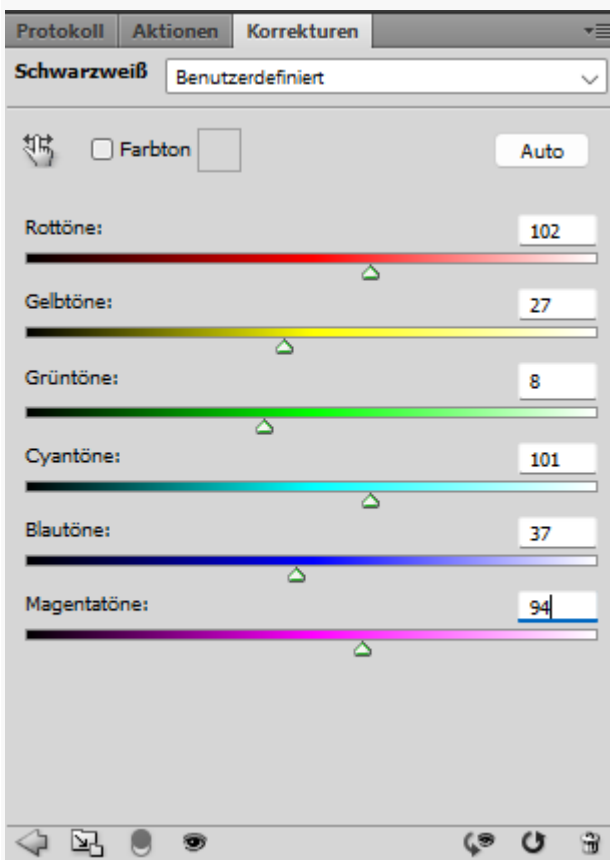 Protokoll Aktionen Korrekturen
Schwarzweiß Benutzerdefiniert
Farbton Auto
Rottöne: 102
Gelbtöne: 27
Grüntöne: 8
Cyantöne: 101
Blautöne: 37
Magentatöne: 94